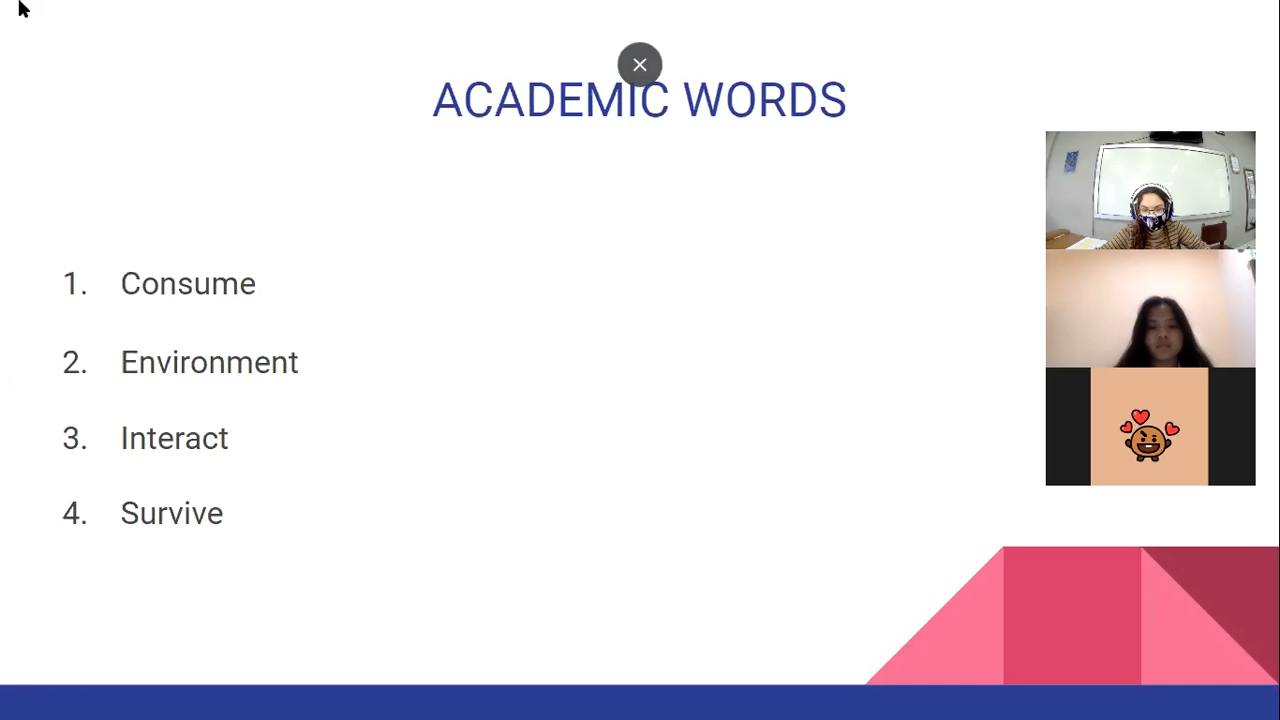 ACADEMIC WORDS
1. Consume
2. Environment
3. Interact
4. Survive